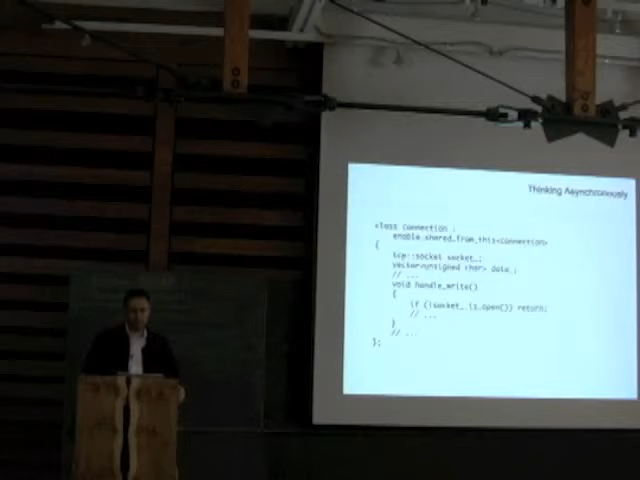 Thinking Asynchronously
class connection :
enable_shared_from_this<connection>
{
tcp::socket socket_;
vector<unsigned char> data_;
// ...
void handle_write()
{
if (!socket_.is_open()) return;
// ...
}
// ...
};